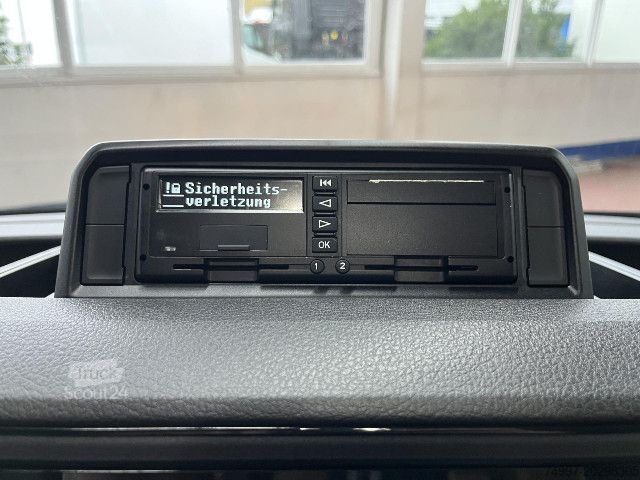 !Sicherheits-
verletzung
OK
1 2
Truck
Scout24